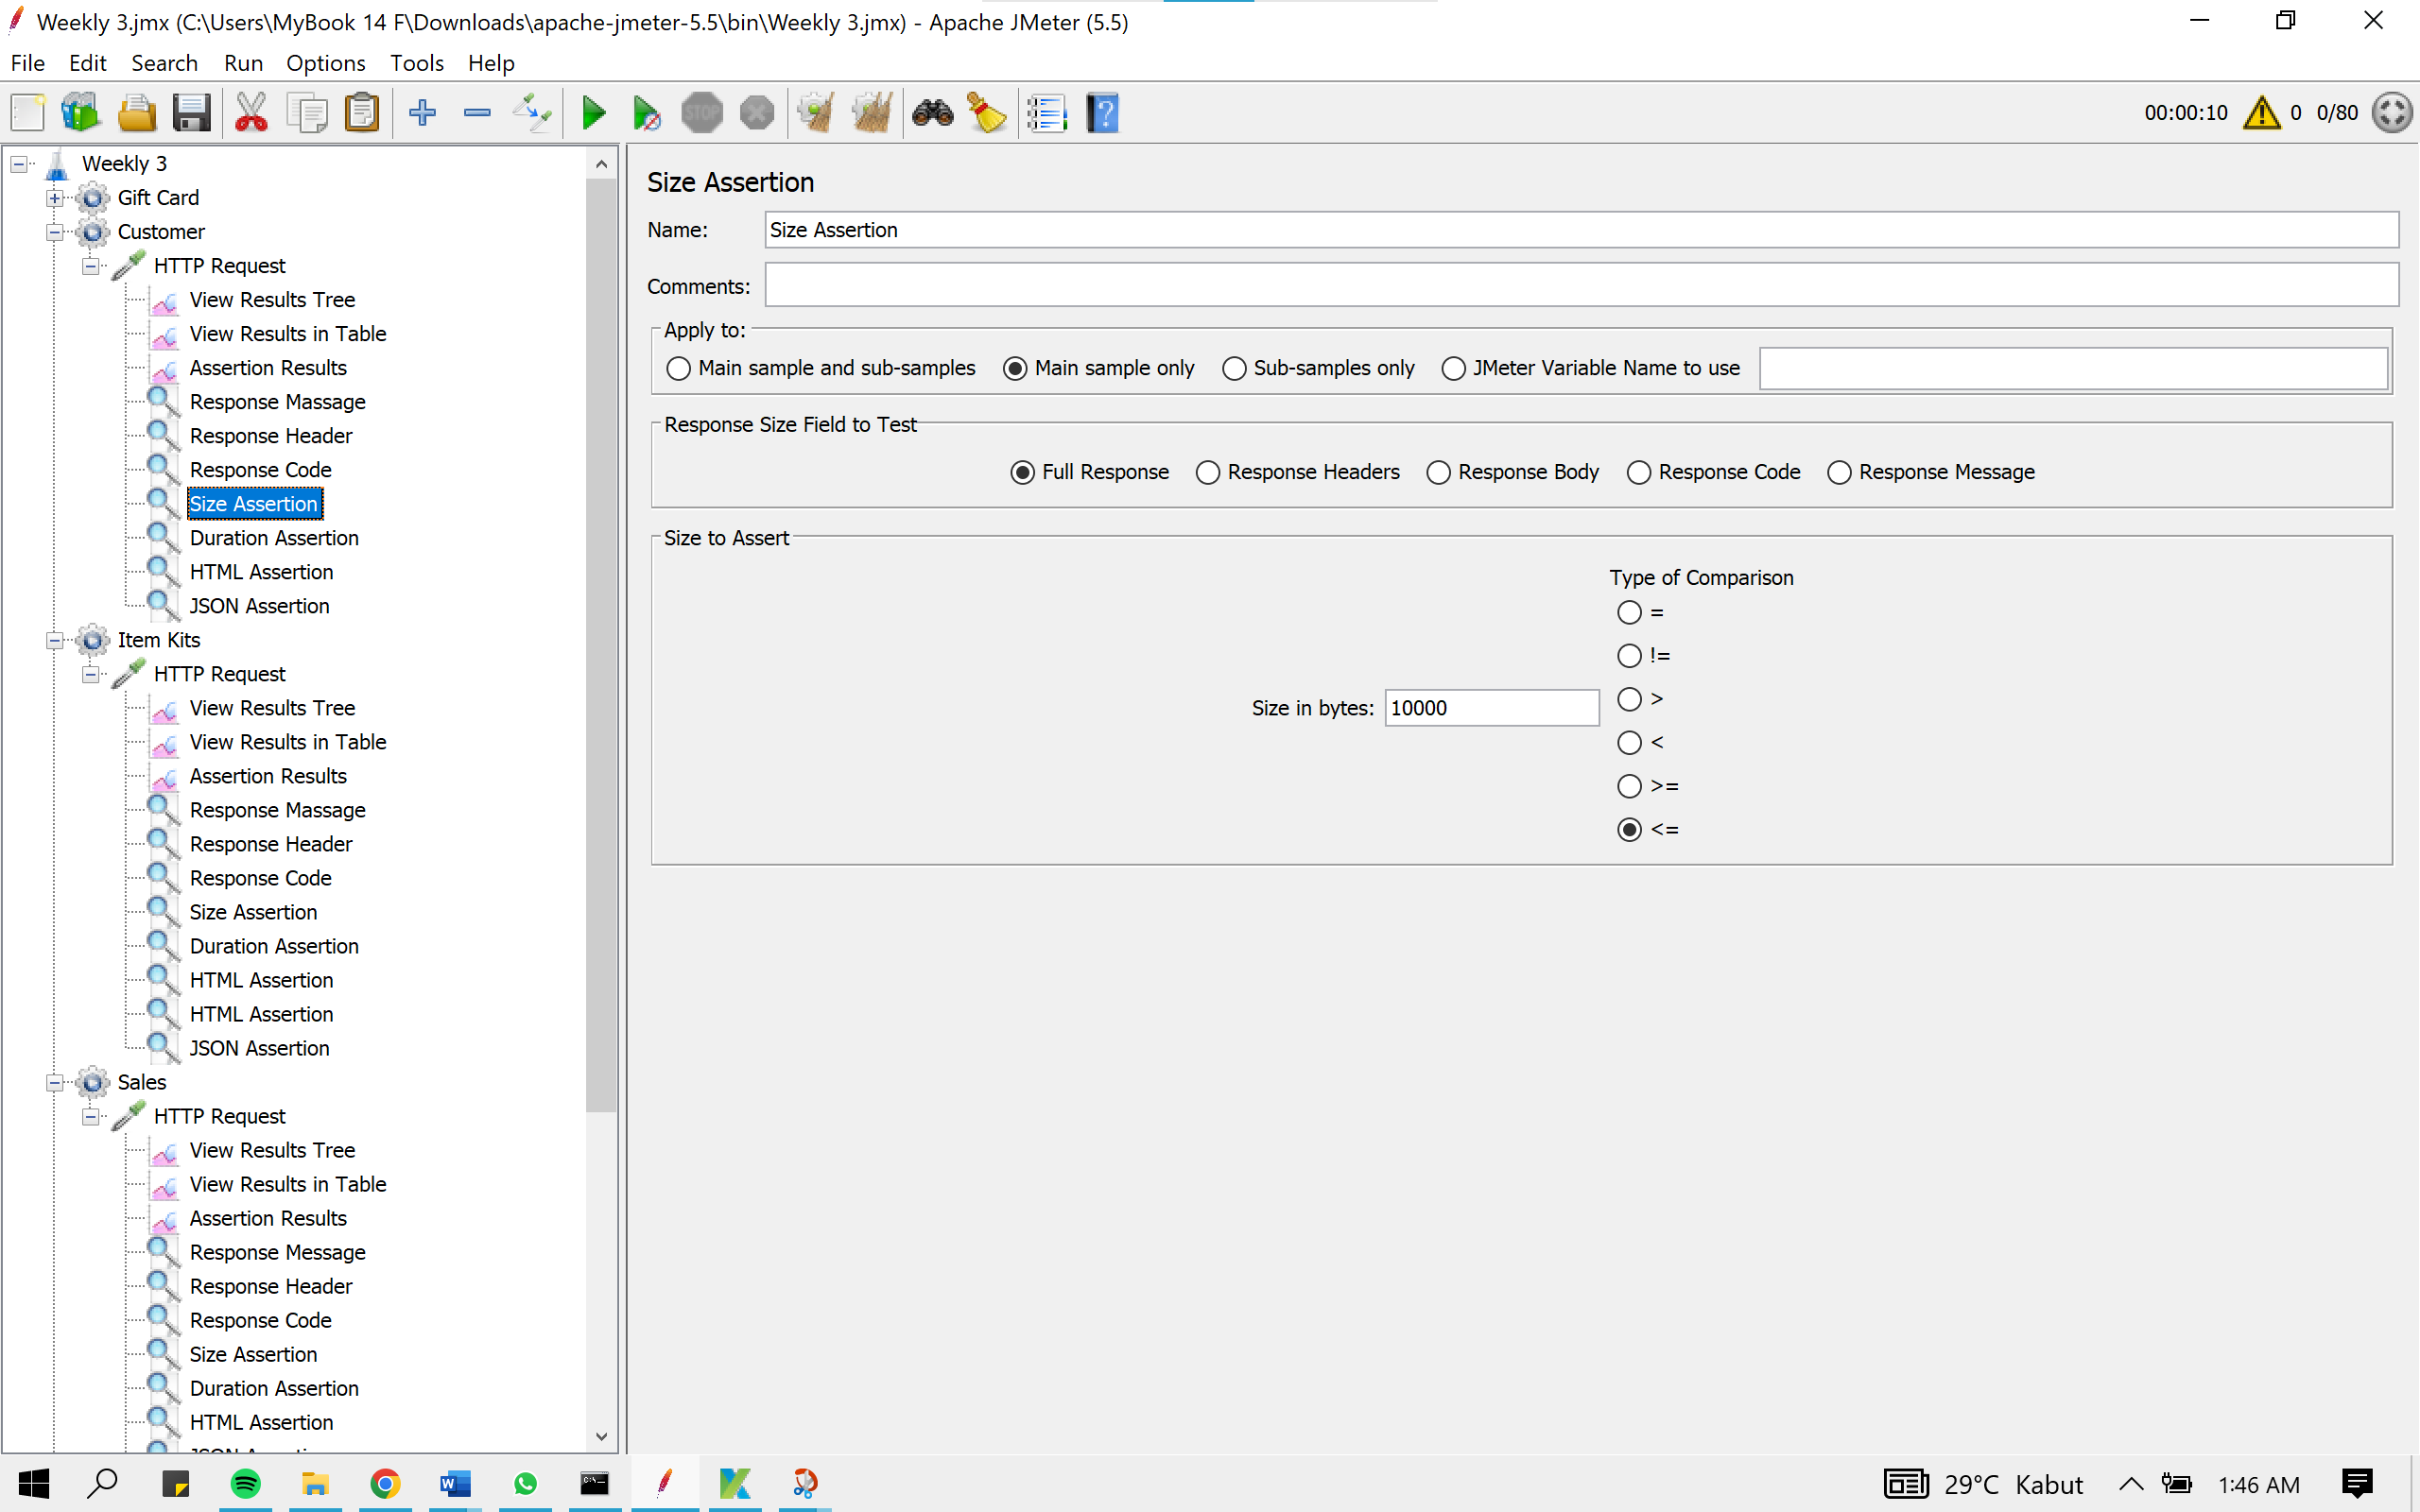 Weekly 3.jmx (C:\Users\MyBook 14 F\Downloads\apache-jmeter-5.5\bin\Weekly 3.jmx) - Apache JMeter (5.5)
File Edit Search Run Options Tools Help
STOP
00:00:10 0 0/80
Weekly 3
Gift Card
Customer
HTTP Request
View Results Tree
View Results in Table
Assertion Results
Response Massage
Response Header
Response Code
Size Assertion
Duration Assertion
HTML Assertion
JSON Assertion
Item Kits
HTTP Request
View Results Tree
View Results in Table
Assertion Results
Response Massage
Response Header
Response Code
Size Assertion
Duration Assertion
HTML Assertion
HTML Assertion
JSON Assertion
Sales
HTTP Request
View Results Tree
View Results in Table
Assertion Results
Response Message
Response Header
Response Code
Size Assertion
Duration Assertion
HTML Assertion
Size Assertion
Name: Size Assertion
Comments:
Apply to:
Main sample and sub-samples Main sample only Sub-samples only JMeter Variable Name to use
Response Size Field to Test
Full Response Response Headers Response Body Response Code Response Message
Size to Assert
Type of Comparison
=
!=
>
Size in bytes: 10000
<
>=
<=
29°C Kabut 1:46 AM